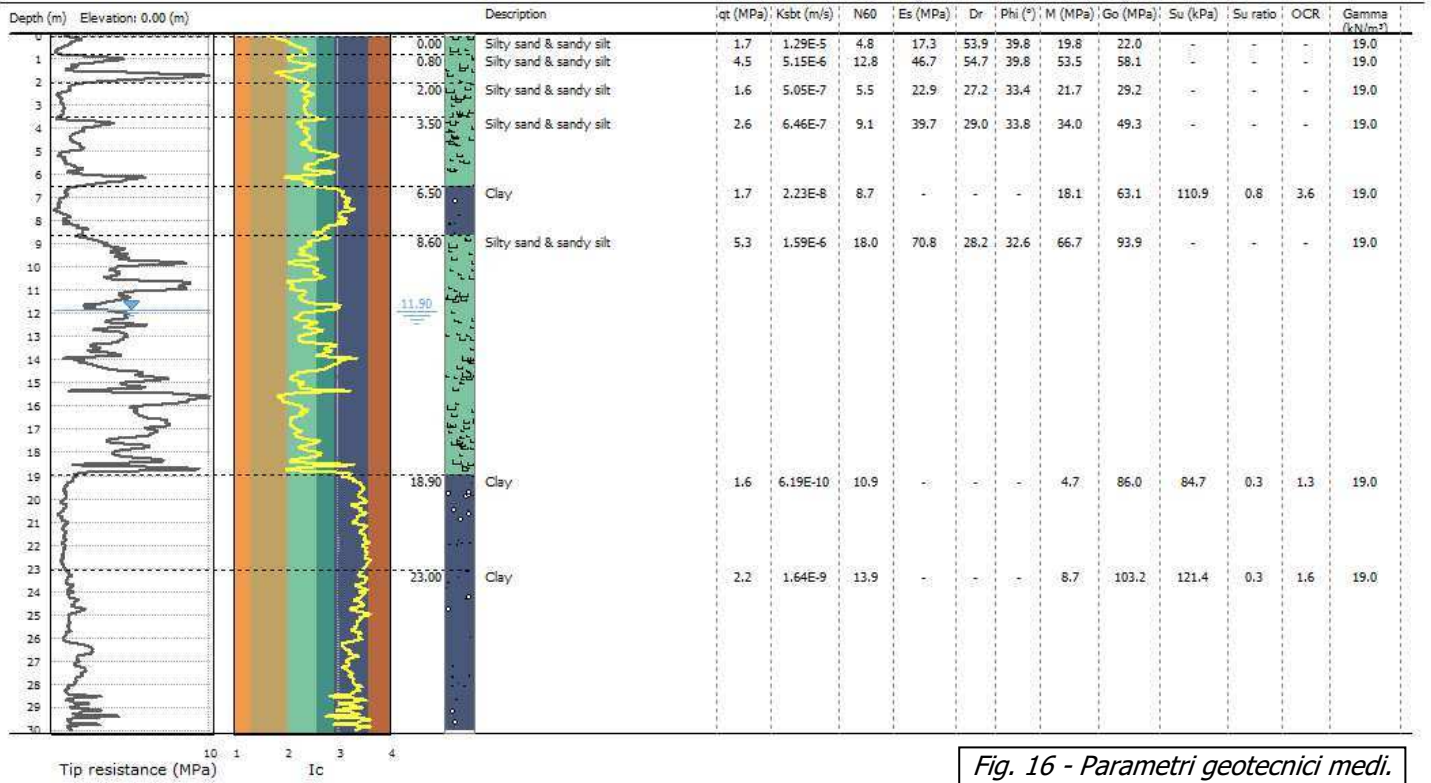 Depth (m) Elevation: 0.00 (m) Description qt (MPa) Ksbt (m/s) N60 Es (MPa) Dr Phi (°) M (MPa) Go (MPa) Su (kPa) Su ratio OCR Gamma (kN/m³)
0 0.00 Silty sand & sandy silt 1.7 1.29E-5 4.8 17.3 53.9 39.8 19.8 22.0 - - - 19.0
1 0.80 Silty sand & sandy silt 4.5 5.15E-6 12.8 46.7 54.7 39.8 53.5 58.1 - - - 19.0
2 2.00 Silty sand & sandy silt 1.6 5.05E-7 5.5 22.9 27.2 33.4 21.7 29.2 - - - 19.0
3
4 3.50 Silty sand & sandy silt 2.6 6.46E-7 9.1 39.7 29.0 33.8 34.0 49.3 - - - 19.0
5
6
7 6.50 Clay 1.7 2.23E-8 8.7 - - - 18.1 63.1 110.9 0.8 3.6 19.0
8
9 8.60 Silty sand & sandy silt 5.3 1.59E-6 18.0 70.8 28.2 32.6 66.7 93.9 - - - 19.0
10
11
12 11.90
13
14
15
16
17
18
19 18.90 Clay 1.6 6.19E-10 10.9 - - - 4.7 86.0 84.7 0.3 1.3 19.0
20
21
22
23 23.00 Clay 2.2 1.64E-9 13.9 - - - 8.7 103.2 121.4 0.3 1.6 19.0
24
25
26
27
28
29
30
10 1 2 3 4
Tip resistance (MPa) Ic
Fig. 16 - Parametri geotecnici medi.